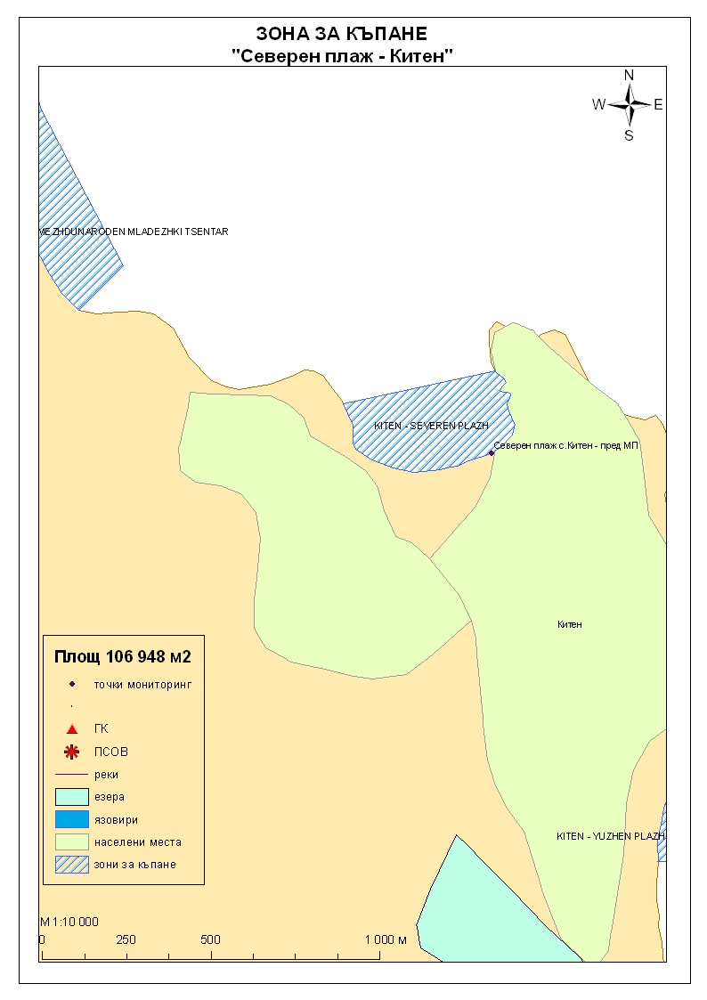 ЗОНА ЗА КЪПАНЕ
"Северен плаж - Китен"
N
W E
S
MEZHDUNARODEN MLADEZHKI TSENTAR
KITEN - SEVEREN PLAZH
Северен плаж с.Китен - пред МП
Китен
KITEN - YUZHEN PLAZH
Площ 106 948 м2
точки мониторинг
ГК
ПСОВ
реки
езера
язовири
населени места
зони за къпане
М 1:10 000
0 250 500 1 000 м